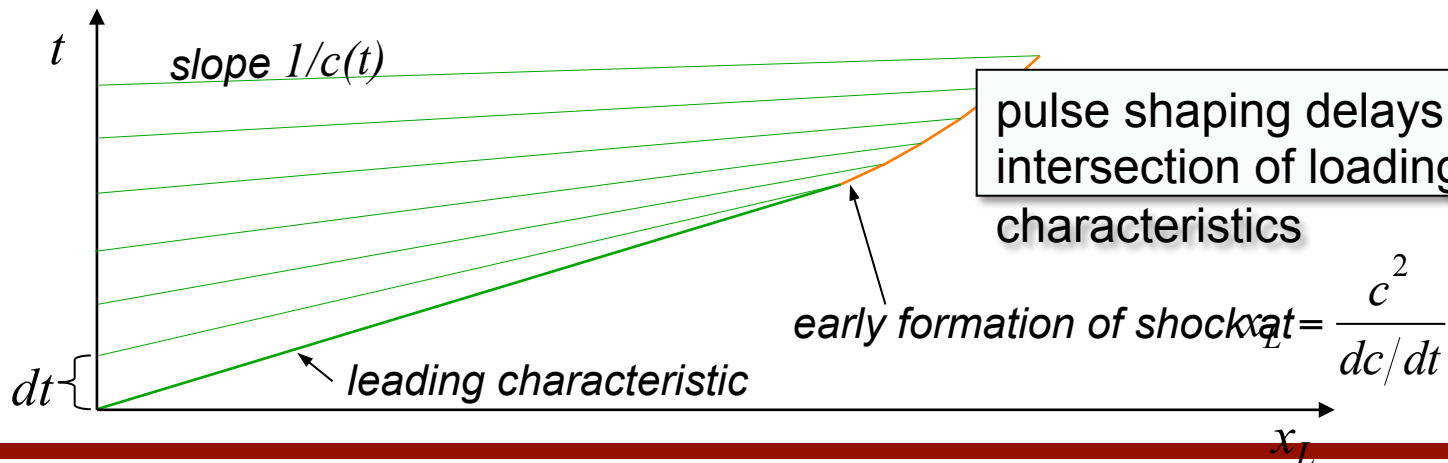 t
slope 1/c(t)
pulse shaping delays
intersection of loading
characteristics
early formation of shock at x_L = c^2 / dc/dt
leading characteristic
dt
x_L